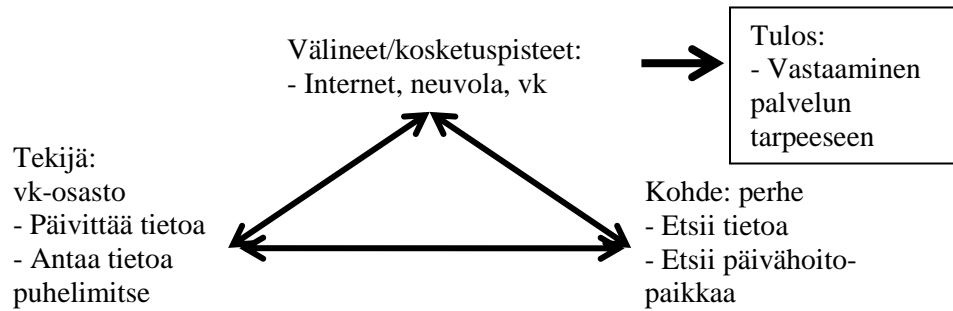 Välineet/kosketuspisteet:
- Internet, neuvola, vk
Tulos:
- Vastaaminen
palvelun
tarpeeseen
Tekijä:
vk-osasto
- Päivittää tietoa
- Antaa tietoa
puhelimitse
Kohde: perhe
- Etsii tietoa
- Etsii päivähoito-
paikkaa